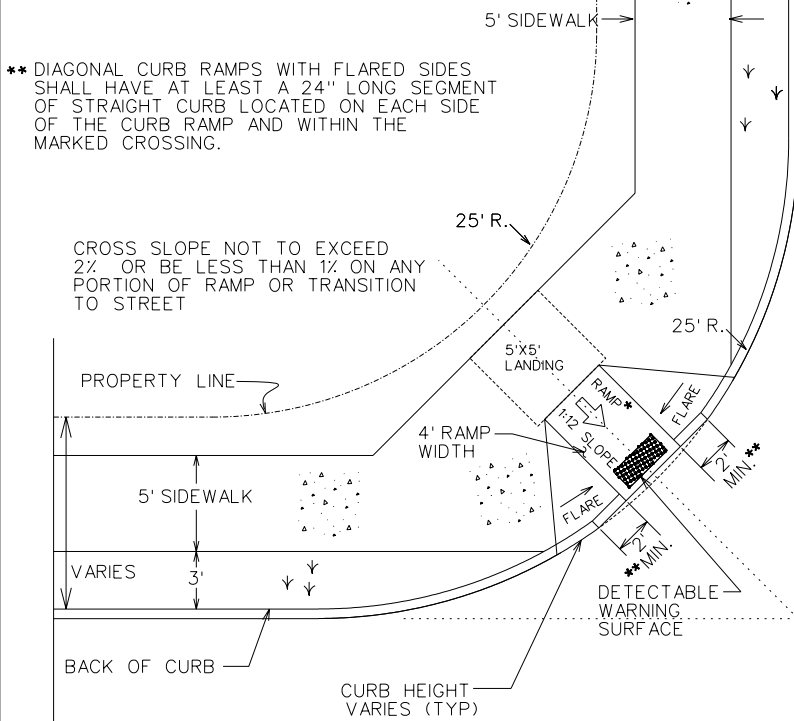 5' SIDEWALK
** DIAGONAL CURB RAMPS WITH FLARED SIDES
SHALL HAVE AT LEAST A 24" LONG SEGMENT
OF STRAIGHT CURB LOCATED ON EACH SIDE
OF THE CURB RAMP AND WITHIN THE
MARKED CROSSING.
25' R.
CROSS SLOPE NOT TO EXCEED
2% OR BE LESS THAN 1% ON ANY
PORTION OF RAMP OR TRANSITION
TO STREET
25' R.
5'X5'
LANDING
PROPERTY LINE
RAMP*
FLARE
1:12 SLOPE
4' RAMP
WIDTH
2'
MIN.**
5' SIDEWALK
FLARE
2'
**MIN.
VARIES
3'
DETECTABLE
WARNING
SURFACE
BACK OF CURB
CURB HEIGHT
VARIES (TYP)